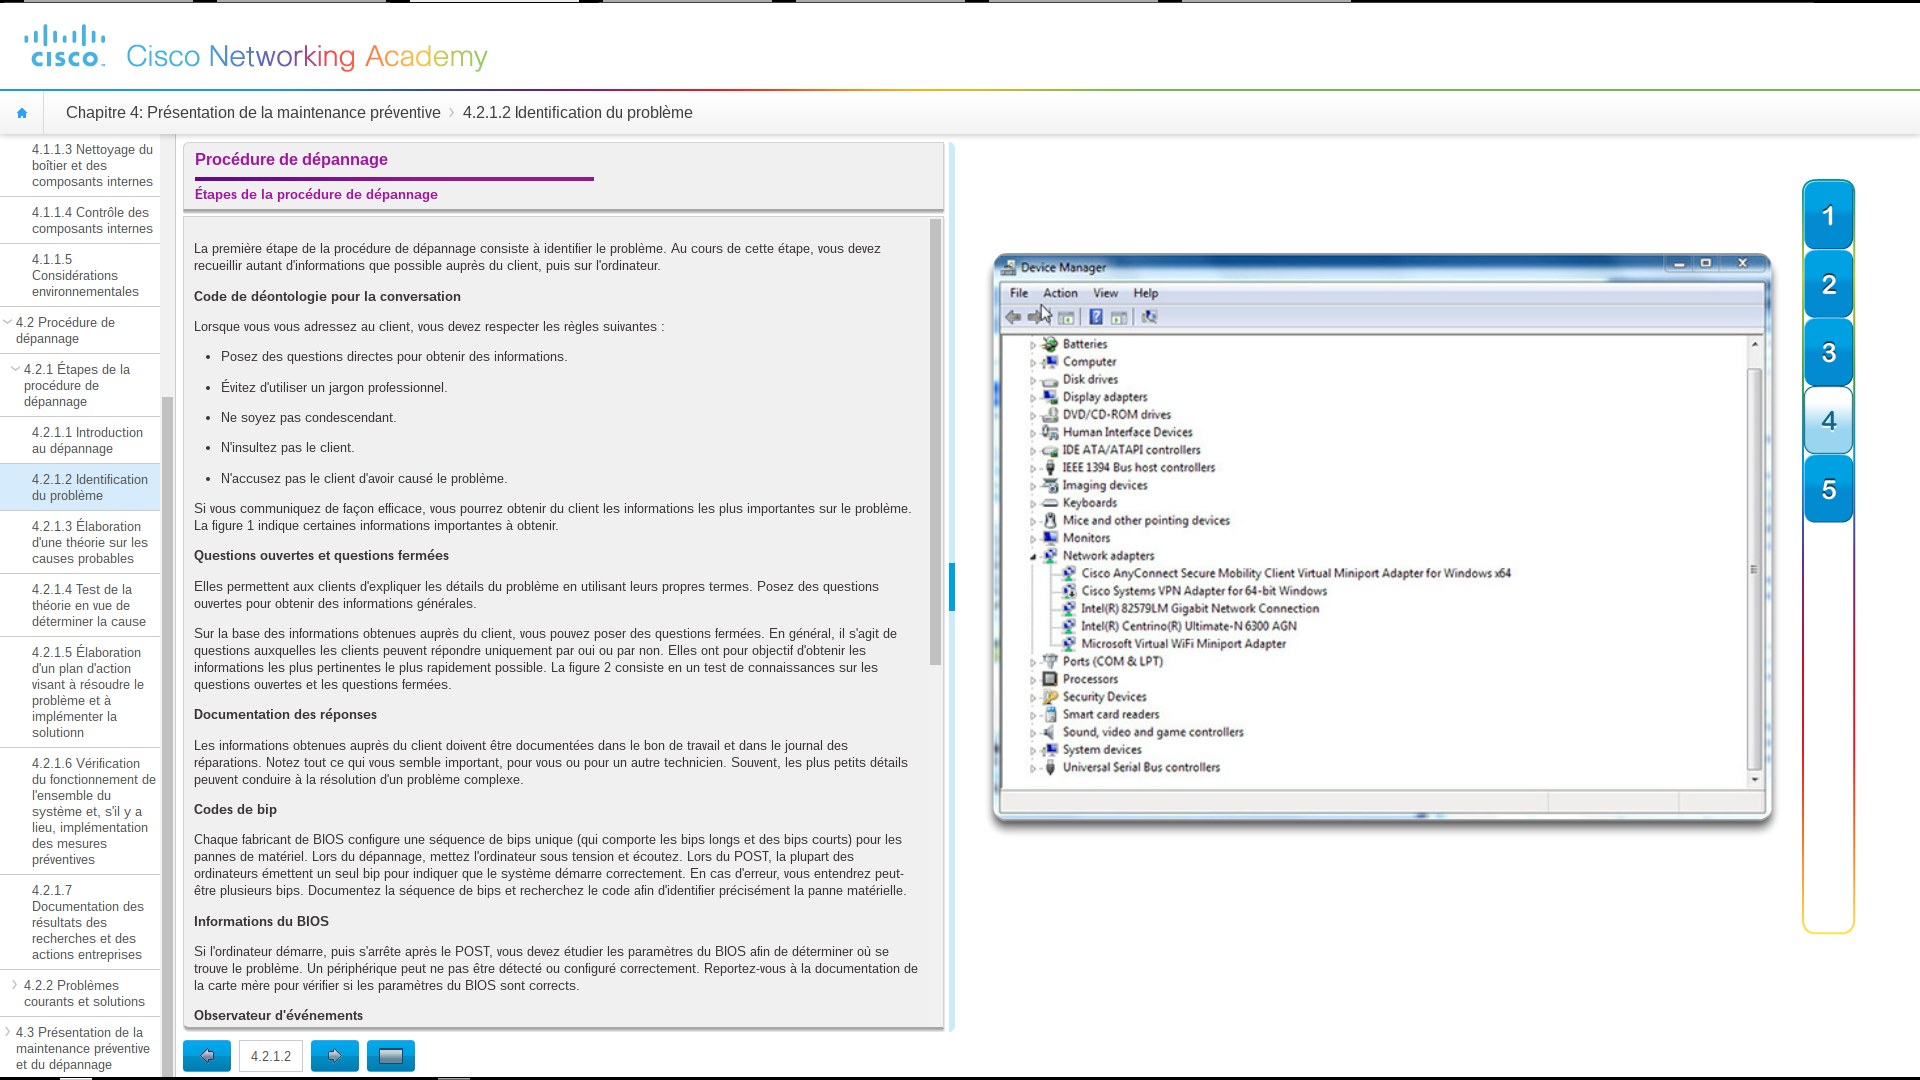 CISCO
Cisco Networking Academy
Chapitre 4: Présentation de la maintenance préventive
4.2.1.2 Identification du problème
4.1.1.3 Nettoyage du
boîtier et des
composants internes
4.1.1.4 Contrôle des
composants internes
4.1.1.5
Considérations
environnementales
4.2 Procédure de
dépannage
4.2.1 Étapes de la
procédure de
dépannage
4.2.1.1 Introduction
au dépannage
4.2.1.2 Identification
du problème
4.2.1.3 Élaboration
d'une théorie sur les
causes probables
4.2.1.4 Test de la
théorie en vue de
déterminer la cause
4.2.1.5 Élaboration
d'un plan d'action
visant à résoudre le
problème et à
implémenter la
solutionn
4.2.1.6 Vérification
du fonctionnement de
l'ensemble du
système et, s'il y a
lieu, implémentation
des mesures
préventives
4.2.1.7
Documentation des
résultats des
recherches et des
actions entreprises
4.2.2 Problèmes
courants et solutions
4.3 Présentation de la
maintenance préventive
et du dépannage
Procédure de dépannage
Étapes de la procédure de dépannage
La première étape de la procédure de dépannage consiste à identifier le problème. Au cours de cette étape, vous devez
recueillir autant d'informations que possible auprès du client, puis sur l'ordinateur.
Code de déontologie pour la conversation
Lorsque vous vous adressez au client, vous devez respecter les règles suivantes :
• Posez des questions directes pour obtenir des informations.
• Évitez d'utiliser un jargon professionnel.
• Ne soyez pas condescendant.
• N'insultez pas le client.
• N'accusez pas le client d'avoir causé le problème.
Si vous communiquez de façon efficace, vous pourrez obtenir du client les informations les plus importantes sur le problème.
La figure 1 indique certaines informations importantes à obtenir.
Questions ouvertes et questions fermées
Elles permettent aux clients d'expliquer les détails du problème en utilisant leurs propres termes. Posez des questions
ouvertes pour obtenir des informations générales.
Sur la base des informations obtenues auprès du client, vous pouvez poser des questions fermées. En général, il s'agit de
questions auxquelles les clients peuvent répondre uniquement par oui ou par non. Elles ont pour objectif d'obtenir les
informations les plus pertinentes le plus rapidement possible. La figure 2 consiste en un test de connaissances sur les
questions ouvertes et les questions fermées.
Documentation des réponses
Les informations obtenues auprès du client doivent être documentées dans le bon de travail et dans le journal des
réparations. Notez tout ce qui vous semble important, pour vous ou pour un autre technicien. Souvent, les plus petits détails
peuvent conduire à la résolution d'un problème complexe.
Codes de bip
Chaque fabricant de BIOS configure une séquence de bips unique (qui comporte les bips longs et des bips courts) pour les
pannes de matériel. Lors du dépannage, mettez l'ordinateur sous tension et écoutez. Lors du POST, la plupart des
ordinateurs émettent un seul bip pour indiquer que le système démarre correctement. En cas d'erreur, vous entendrez peut-
être plusieurs bips. Documentez la séquence de bips et recherchez le code afin d'identifier précisément la panne matérielle.
Informations du BIOS
Si l'ordinateur démarre, puis s'arrête après le POST, vous devez étudier les paramètres du BIOS afin de déterminer où se
trouve le problème. Un périphérique peut ne pas être détecté ou configuré correctement. Reportez-vous à la documentation de
la carte mère pour vérifier si les paramètres du BIOS sont corrects.
Observateur d'événements
4.2.1.2
Device Manager
File Action View Help
Batteries
Computer
Disk drives
Display adapters
DVD/CD-ROM drives
Human Interface Devices
IDE ATA/ATAPI controllers
IEEE 1394 Bus host controllers
Imaging devices
Keyboards
Mice and other pointing devices
Monitors
Network adapters
Cisco AnyConnect Secure Mobility Client Virtual Miniport Adapter for Windows x64
Cisco Systems VPN Adapter for 64-bit Windows
Intel(R) 82579LM Gigabit Network Connection
Intel(R) Centrino(R) Ultimate-N 6300 AGN
Microsoft Virtual WiFi Miniport Adapter
Ports (COM & LPT)
Processors
Security Devices
Smart card readers
Sound, video and game controllers
System devices
Universal Serial Bus controllers
1
2
3
4
5